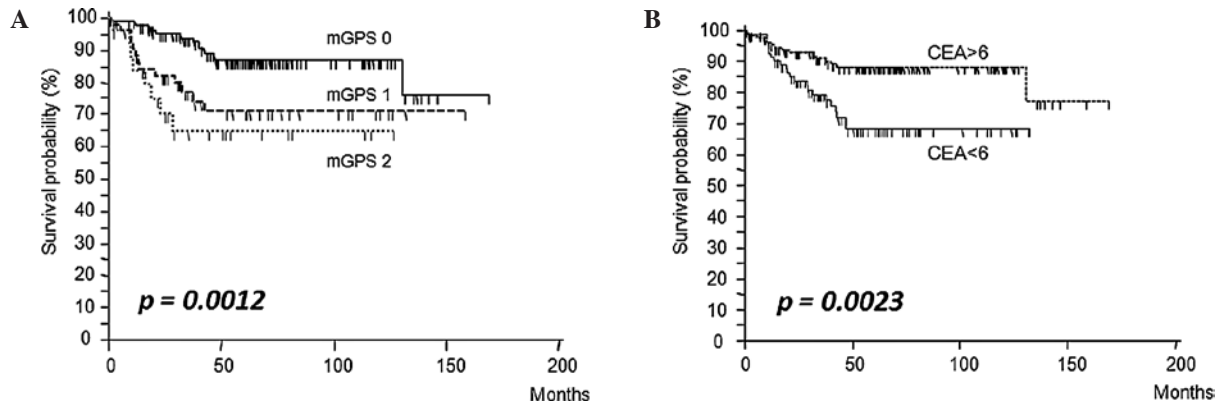 A
Survival probability (%)
100
90
80
70
60
50
40
30
20
10
0
mGPS 0
mGPS 1
mGPS 2
p = 0.0012
0 50 100 150 200
Months
B
Survival probability (%)
100
90
80
70
60
50
40
30
20
10
0
CEA>6
CEA<6
p = 0.0023
0 50 100 150 200
Months